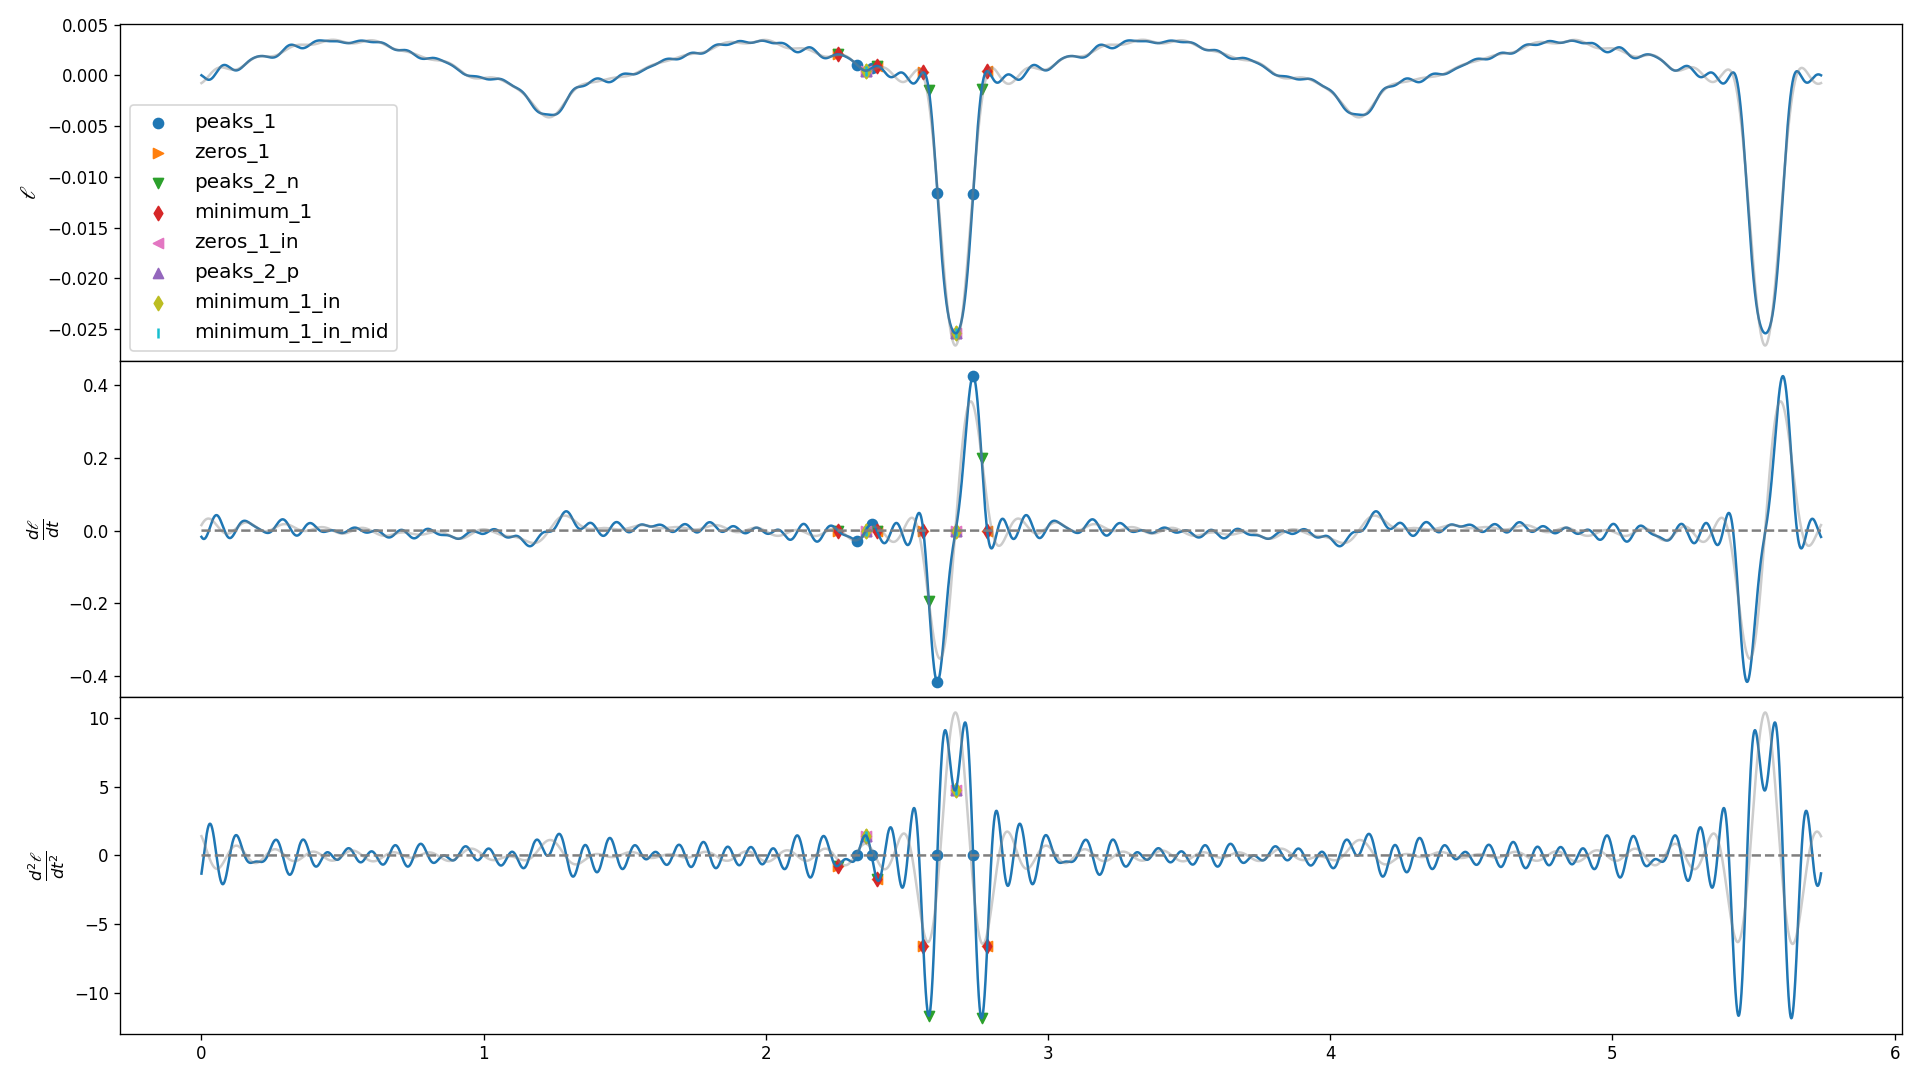 0.005
0.000
−0.005
−0.010
−0.015
−0.020
−0.025
ℓ
peaks_1
zeros_1
peaks_2_n
minimum_1
zeros_1_in
peaks_2_p
minimum_1_in
minimum_1_in_mid
0.4
0.2
0.0
−0.2
−0.4
dℓ/dt
10
5
0
−5
−10
d²ℓ/dt²
0 1 2 3 4 5 6